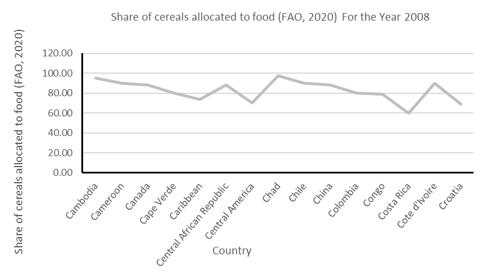 Share of cereals allocated to food (FAO, 2020) For the Year 2008
Share of cereals allocated to food (FAO, 2020)
120.00
100.00
80.00
60.00
40.00
20.00
0.00
Cambodia
Cameroon
Canada
Cape Verde
Caribbean
Central African Republic
Central America
Chad
Chile
China
Colombia
Congo
Costa Rica
Cote d'Ivoire
Croatia
Country